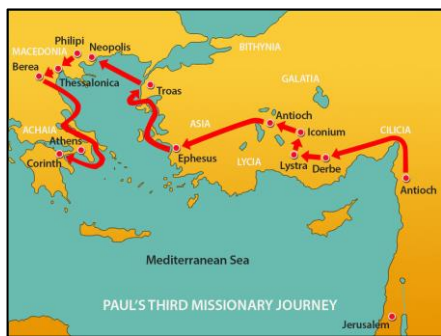 Philipi
Neopolis
MACEDONIA
BITHYNIA
Berea
Thessalonica
Troas
GALATIA
ASIA
Antioch
Iconium
CILICIA
ACHAIA
Athens
Corinth
Ephesus
LYCIA
Lystra
Derbe
Antioch
Mediterranean Sea
PAUL'S THIRD MISSIONARY JOURNEY
Jerusalem